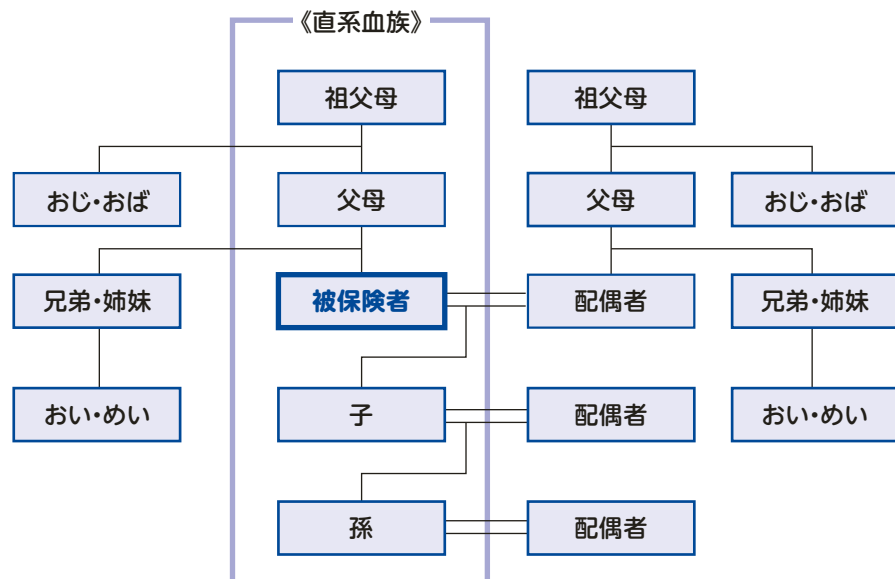 《直系血族》
祖父母
祖父母
おじ・おば
父母
父母
おじ・おば
兄弟・姉妹
被保険者
配偶者
兄弟・姉妹
おい・めい
子
配偶者
おい・めい
孫
配偶者